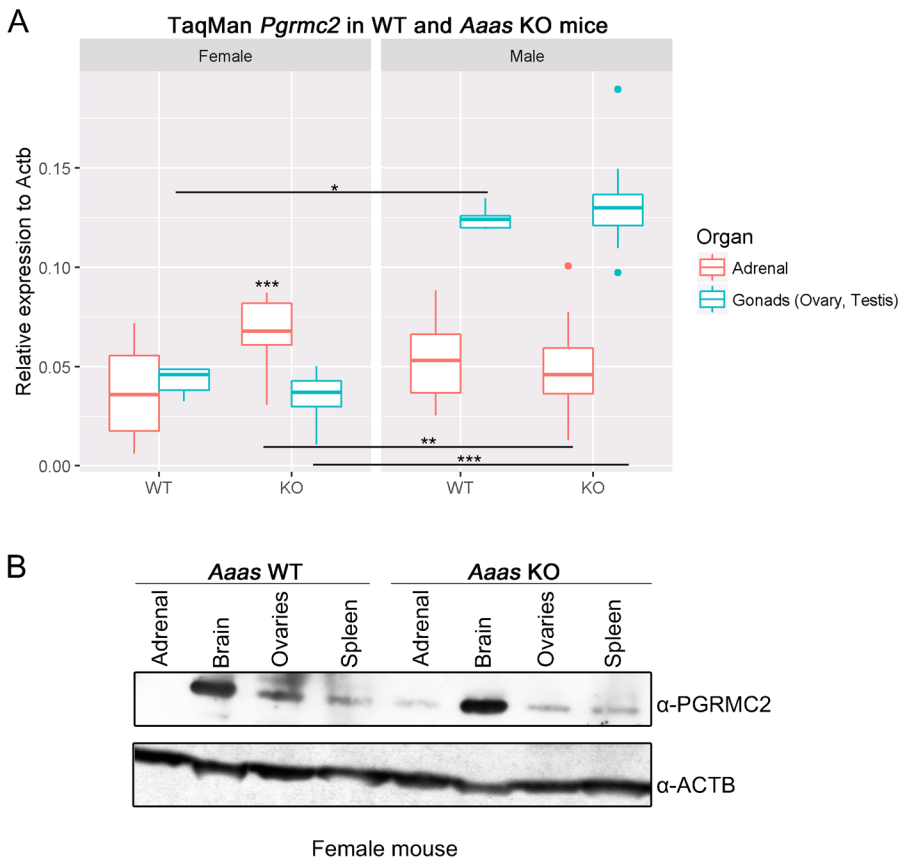 A
TaqMan Pgrmc2 in WT and Aaas KO mice
Female
Male
Relative expression to Actb
0.15
0.10
0.05
0.00
*
***
**
***
WT
KO
WT
KO
Organ
Adrenal
Gonads (Ovary, Testis)
B
Aaas WT
Aaas KO
Adrenal
Brain
Ovaries
Spleen
Adrenal
Brain
Ovaries
Spleen
α-PGRMC2
α-ACTB
Female mouse